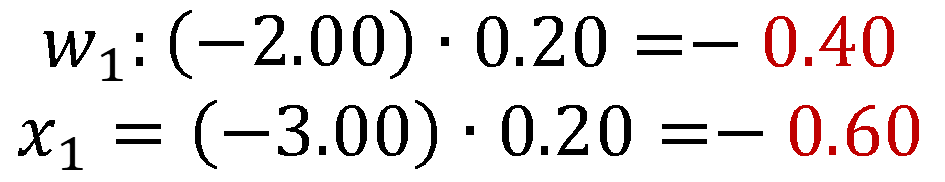 w₁: (−2.00) · 0.20 =− 0.40
x₁ = (−3.00) · 0.20 =− 0.60